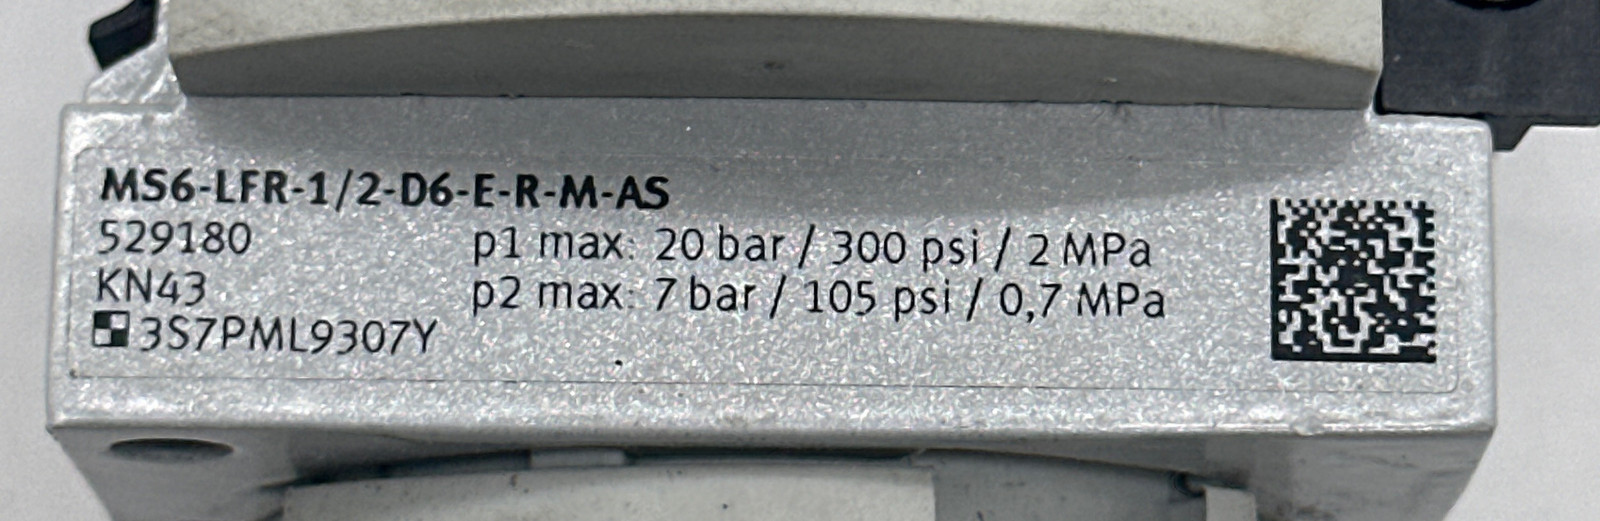 MS6-LFR-1/2-D6-E-R-M-AS
529180
p1 max: 20 bar / 300 psi / 2 MPa
KN43
p2 max: 7 bar / 105 psi / 0,7 MPa
3S7PML9307Y